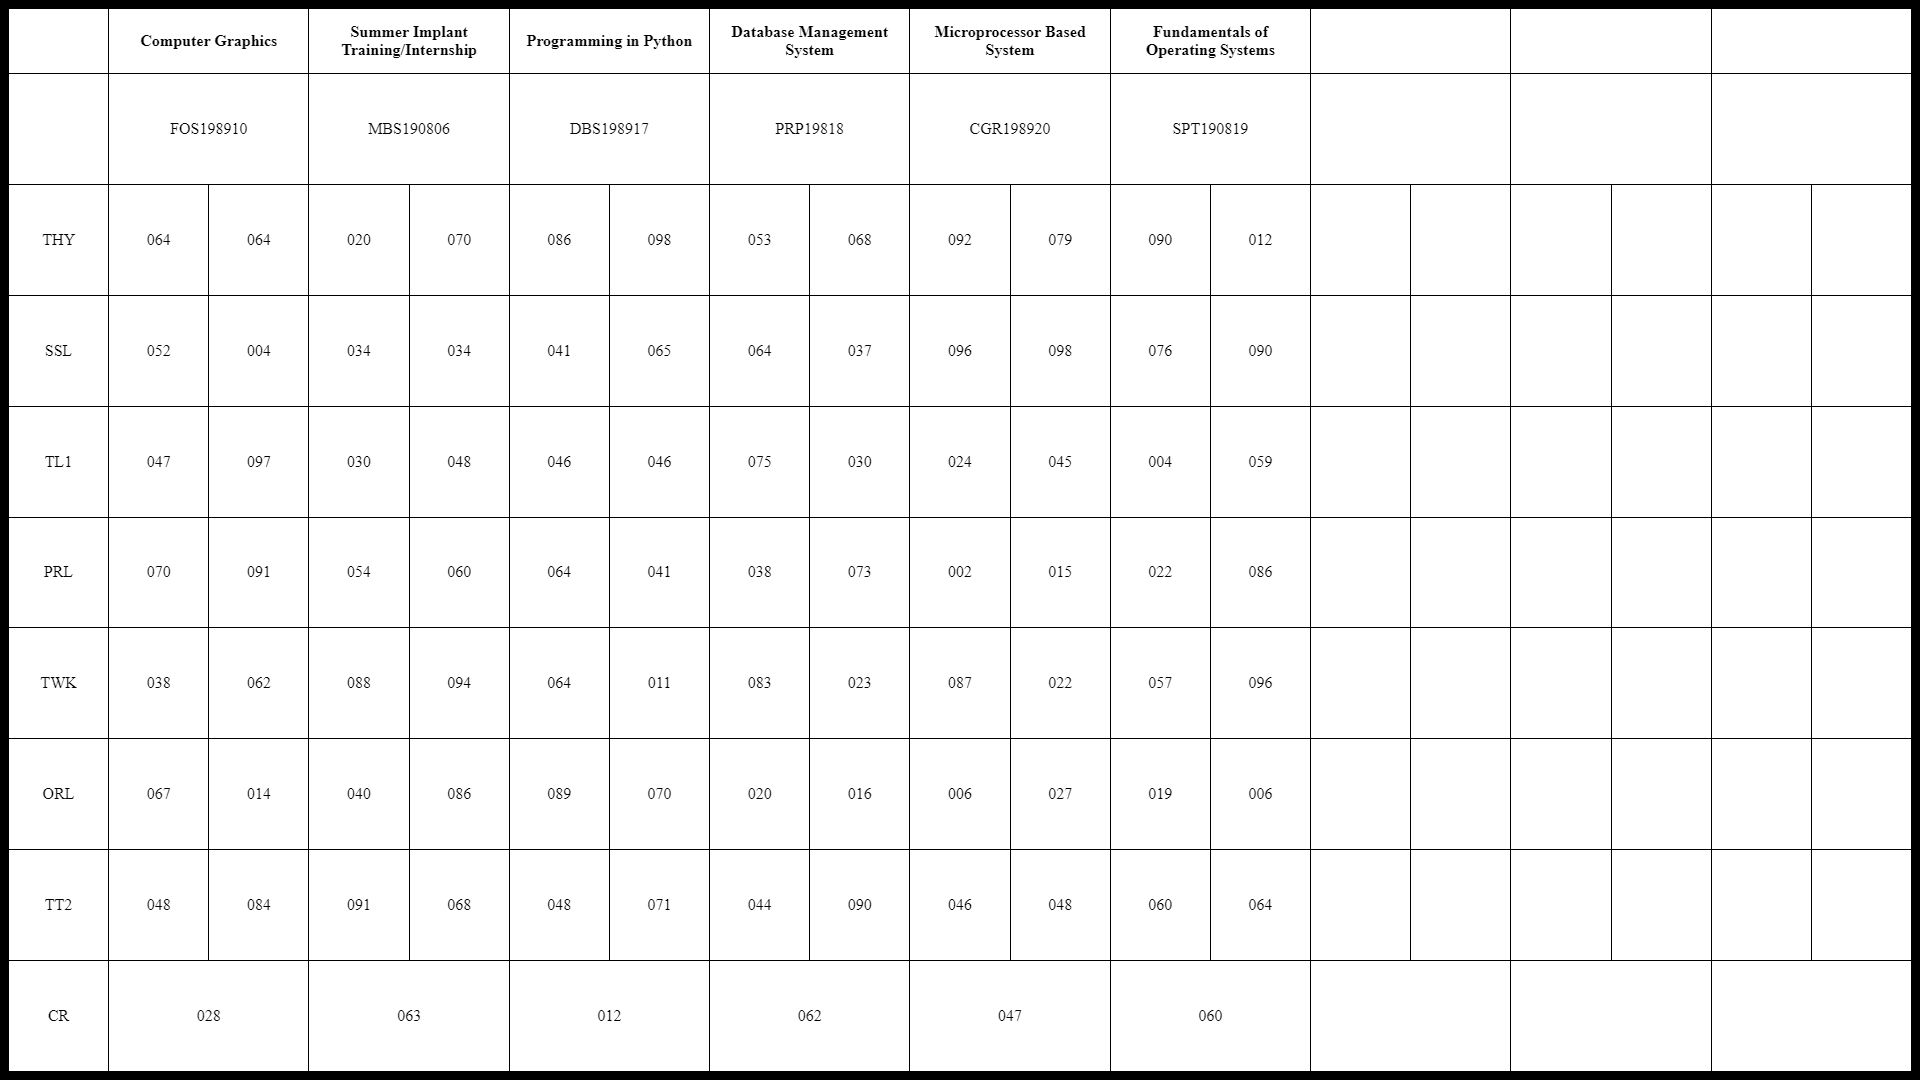 Computer Graphics Summer Implant Training/Internship Programming in Python Database Management System Microprocessor Based System Fundamentals of Operating Systems
FOS198910 MBS190806 DBS198917 PRP19818 CGR198920 SPT190819
THY 064 064 020 070 086 098 053 068 092 079 090 012
SSL 052 004 034 034 041 065 064 037 096 098 076 090
TL1 047 097 030 048 046 046 075 030 024 045 004 059
PRL 070 091 054 060 064 041 038 073 002 015 022 086
TWK 038 062 088 094 064 011 083 023 087 022 057 096
ORL 067 014 040 086 089 070 020 016 006 027 019 006
TT2 048 084 091 068 048 071 044 090 046 048 060 064
CR 028 063 012 062 047 060